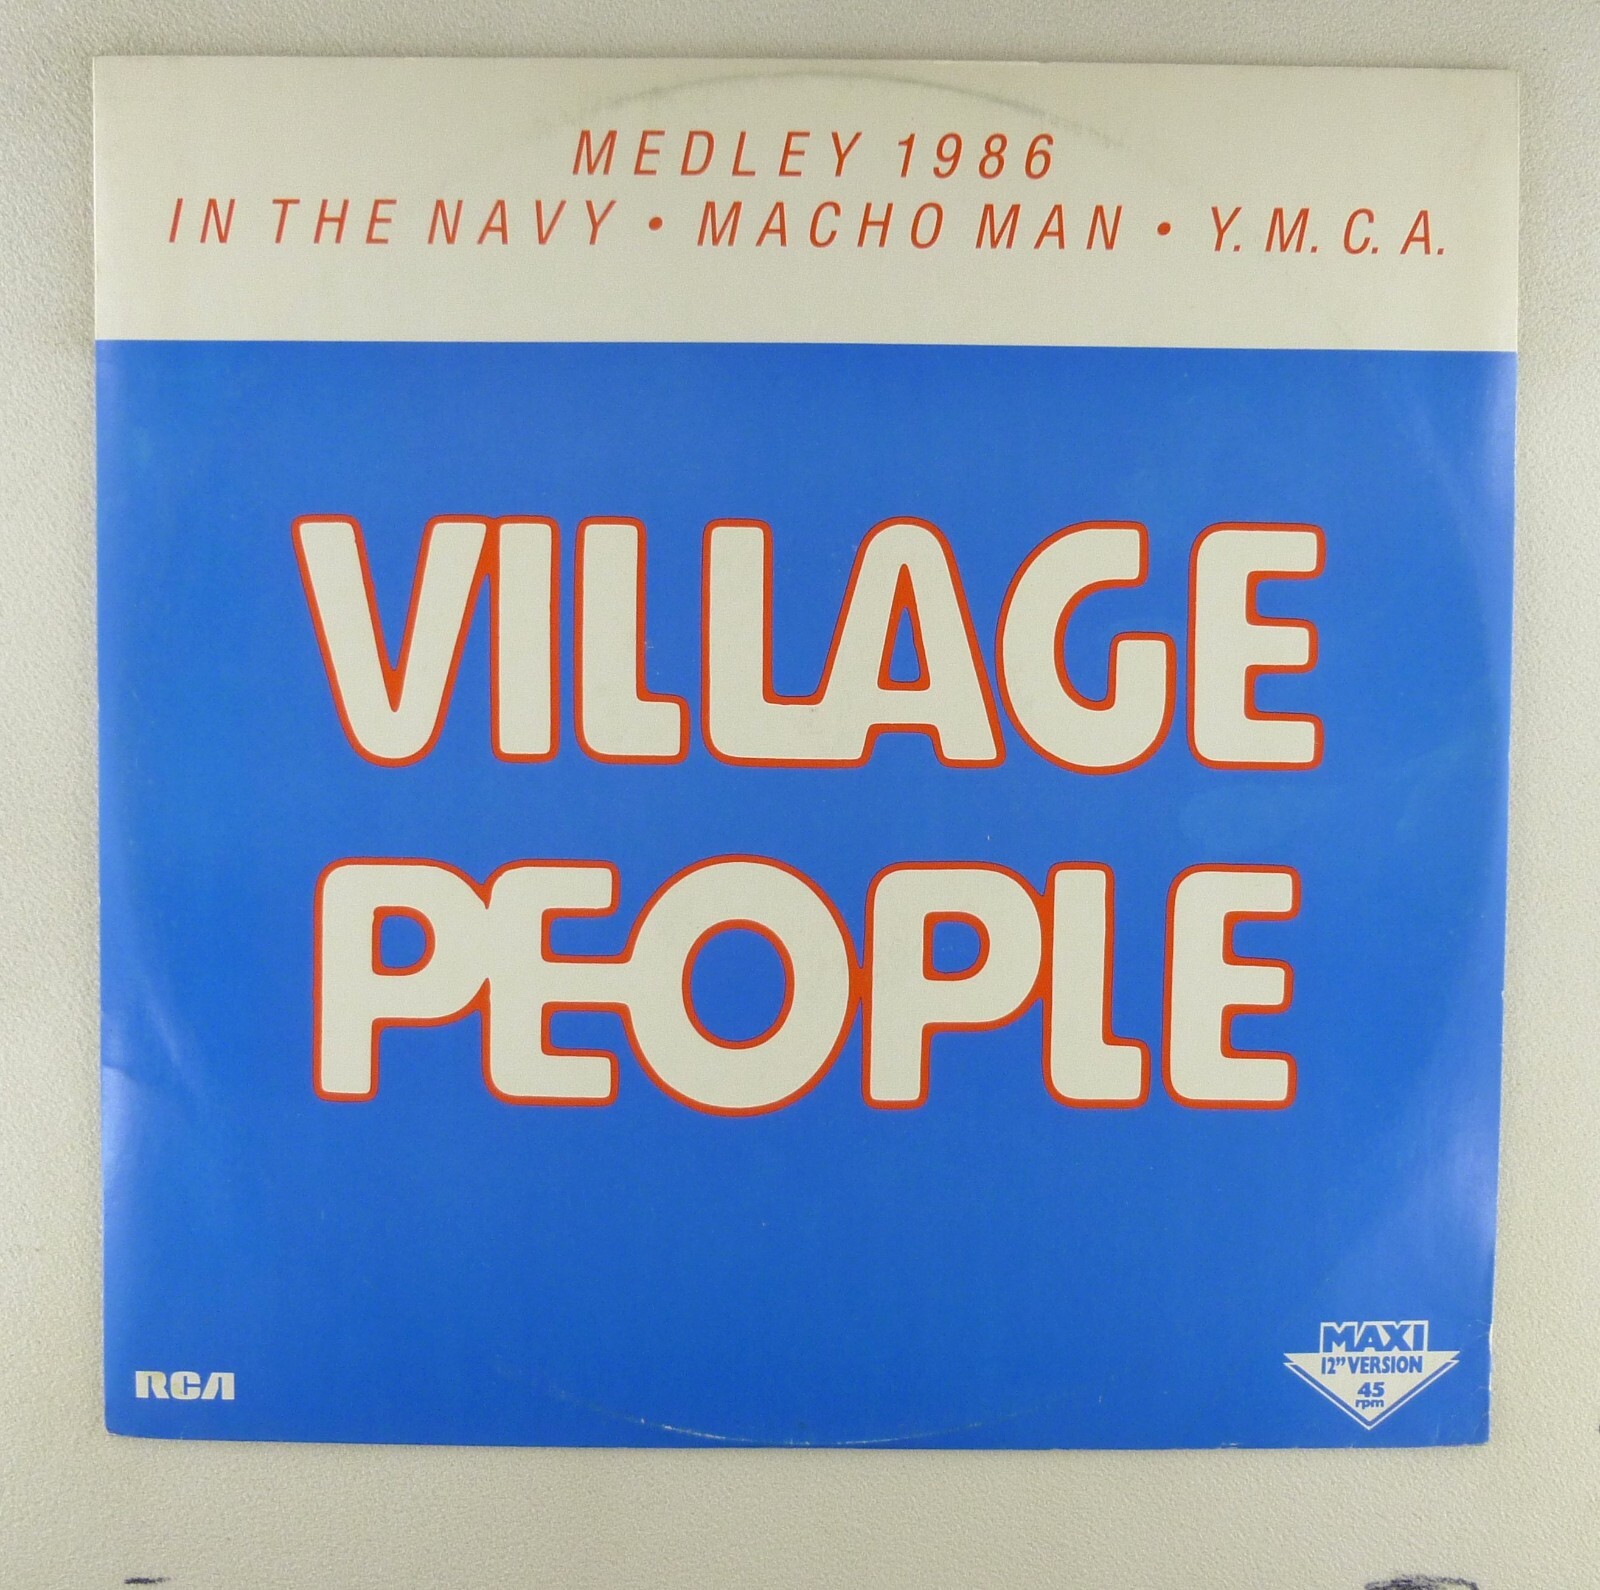 MEDLEY 1986
IN THE NAVY • MACHO MAN • Y.M.C.A.
VILLAGE
PEOPLE
RCA
MAXI
12" VERSION
45
rpm